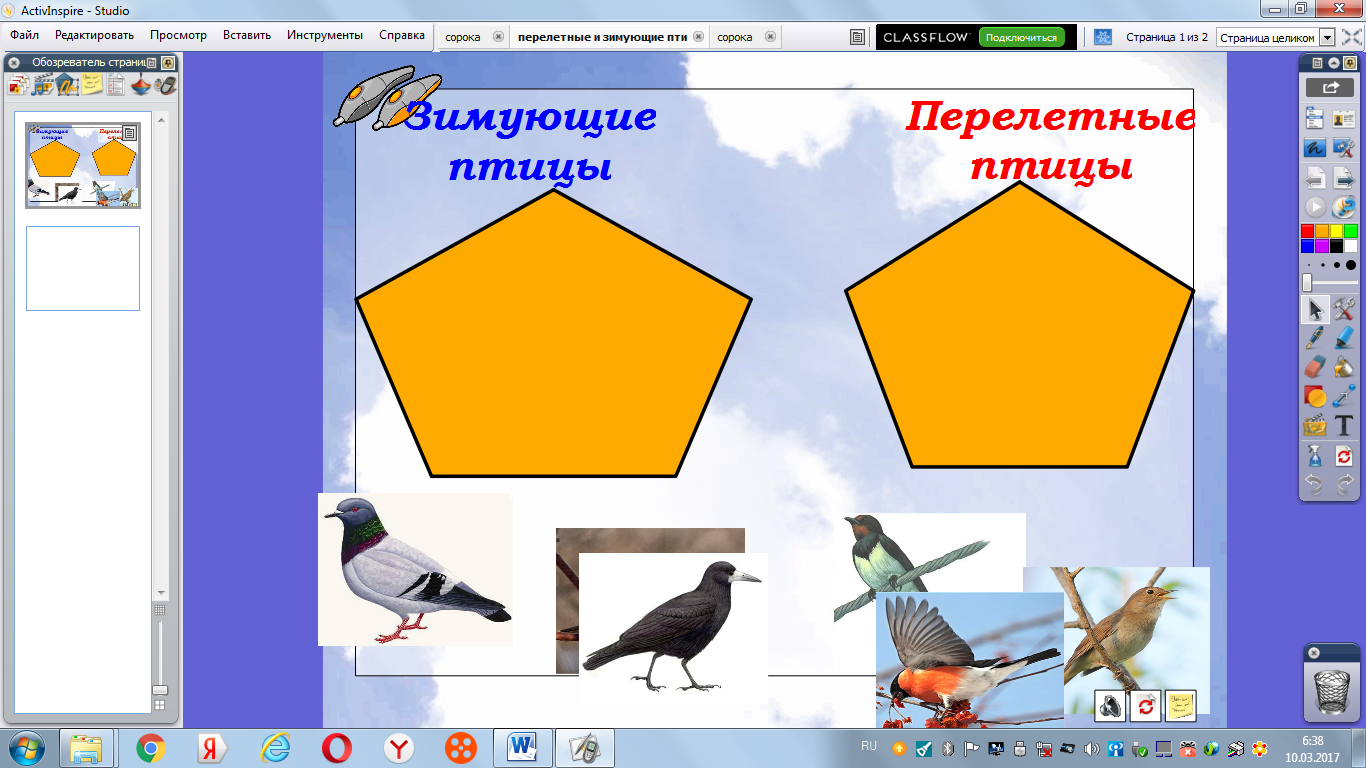 ActivInspire - Studio
Файл Редактировать Просмотр Вставить Инструменты Справка
сорока
перелетные и зимующие пти
сорока
CLASSFLOW Подключиться
Страница 1 из 2
Страница целиком
Обозреватель страниц
Зимующие
птицы
Перелетные
птицы
RU
6:38
10.03.2017